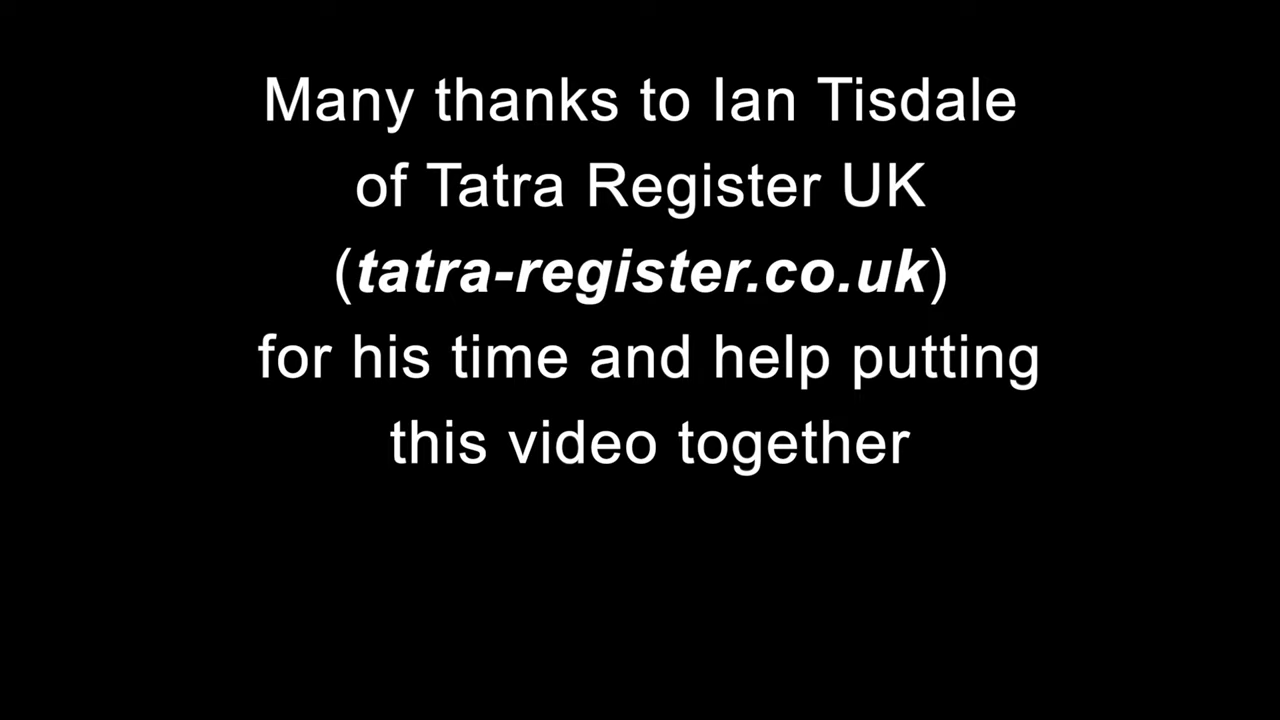 Many thanks to Ian Tisdale
of Tatra Register UK
(tatra-register.co.uk)
for his time and help putting
this video together